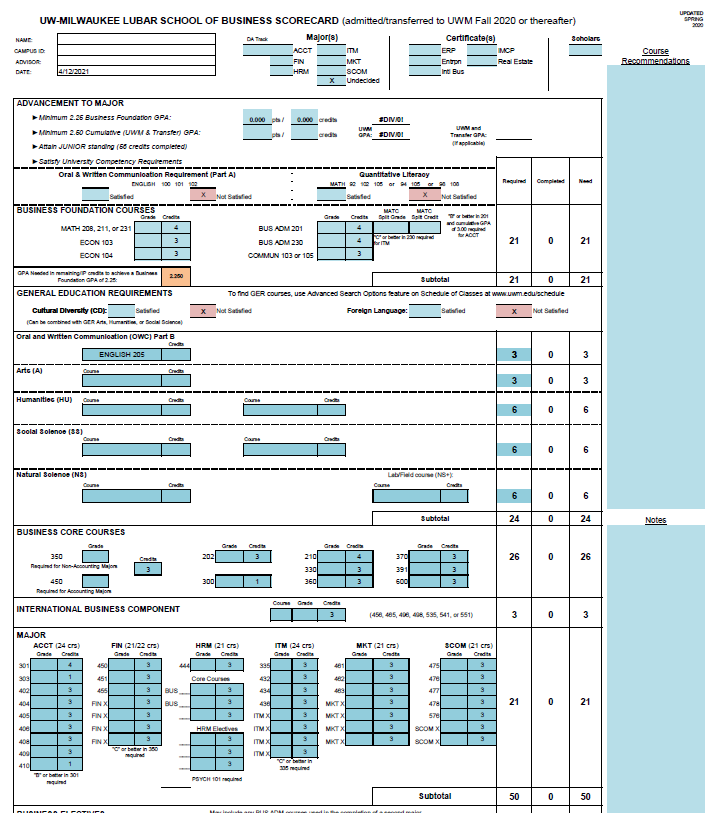 UW-MILWAUKEE LUBAR SCHOOL OF BUSINESS SCORECARD (admitted/transferred to UWM Fall 2020 or thereafter)
UPDATED
SPRING
2020
NAME:
CAMPUS ID:
ADVISOR:
DATE: 4/12/2021
DA Track Major(s)
ACCT ITM
FIN MKT
HRM SCOM
X Undecided
Certificate(s)
ERP IMCP
Entrpn Real Estate
Intl Bus
Scholars
Course
Recommendations
ADVANCEMENT TO MAJOR
►Minimum 2.25 Business Foundation GPA: 0.000 pts / 0.000 credits #DIV/0!
►Minimum 2.50 Cumulative (UWM & Transfer) GPA: pts / credits UWM GPA: #DIV/0! UWM and Transfer GPA: (if applicable)
►Attain JUNIOR standing (56 credits completed)
►Satisfy University Competency Requirements
Oral & Written Communication Requirement (Part A) Quantitative Literacy
ENGLISH 100 101 102 MATH 92 102 105 or 94 105 or 98 108
Satisfied X Not Satisfied Satisfied X Not Satisfied
Required Completed Need
BUSINESS FOUNDATION COURSES
Grade Credits Grade Credits MATC Split Grade MATC Split Credit
MATH 208, 211, or 231 4 BUS ADM 201 4
ECON 103 3 BUS ADM 230 4
ECON 104 3 COMMUN 103 or 105 3
"C" or better in 230 required for ITM
"B" or better in 201 and cumulative GPA of 3.00 required for ACCT
21 0 21
GPA Needed in remaining/IP credits to achieve a Business Foundation GPA of 2.25: 2.250
Subtotal 21 0 21
GENERAL EDUCATION REQUIREMENTS To find GER courses, use Advanced Search Options feature on Schedule of Classes at www.uwm.edu/schedule
Cultural Diversity (CD): Satisfied X Not Satisfied Foreign Language: Satisfied X Not Satisfied
(Can be combined with GER Arts, Humanities, or Social Science)
Oral and Written Communication (OWC) Part B
Credits
ENGLISH 205 3 0 3
Arts (A)
Course Credits
3 0 3
Humanities (HU)
Course Credits Course Credits
6 0 6
Social Science (SS)
Course Credits Course Credits
6 0 6
Natural Science (NS) Lab/Field course (NS+):
Course Credits Course Credits
6 0 6
Subtotal 24 0 24
Notes
BUSINESS CORE COURSES
Grade Credits Grade Credits Grade Credits Grade Credits
350 202 3 210 4 370 3
Required for Non-Accounting Majors 3 330 3 391 3
450 300 1 360 3 600 3
Required for Accounting Majors
26 0 26
INTERNATIONAL BUSINESS COMPONENT
Course Grade Credits
3 (456, 465, 496, 498, 535, 541, or 551) 3 0 3
MAJOR
ACCT (24 crs) FIN (21/22 crs) HRM (21 crs) ITM (24 crs) MKT (21 crs) SCOM (21 crs)
Grade Credits Grade Credits Grade Credits Grade Credits Grade Credits Grade Credits
301 4 450 3 444 3 335 3 461 3 475 3
303 1 451 3 Core Courses 432 3 462 3 476 3
402 3 455 3 BUS 3 434 3 463 3 477 3
404 3 FIN X 3 BUS 3 436 3 MKT X 3 478 3
405 3 FIN X 3 3 ITM X 3 MKT X 3 576 3
406 3 FIN X 3 HRM Electives ITM X 3 MKT X 3 SCOM X 3
408 3 FIN X 3 3 ITM X 3 MKT X 3 SCOM X 3
409 3 "C" or better in 350 required 3 ITM X 3
410 1 3 "C" or better in 335 required
"B" or better in 301 required PSYCH 101 required
21 0 21
Subtotal 50 0 50
BUSINESS ELECTIVES May include any BUS ADM courses used in the completion of a second major